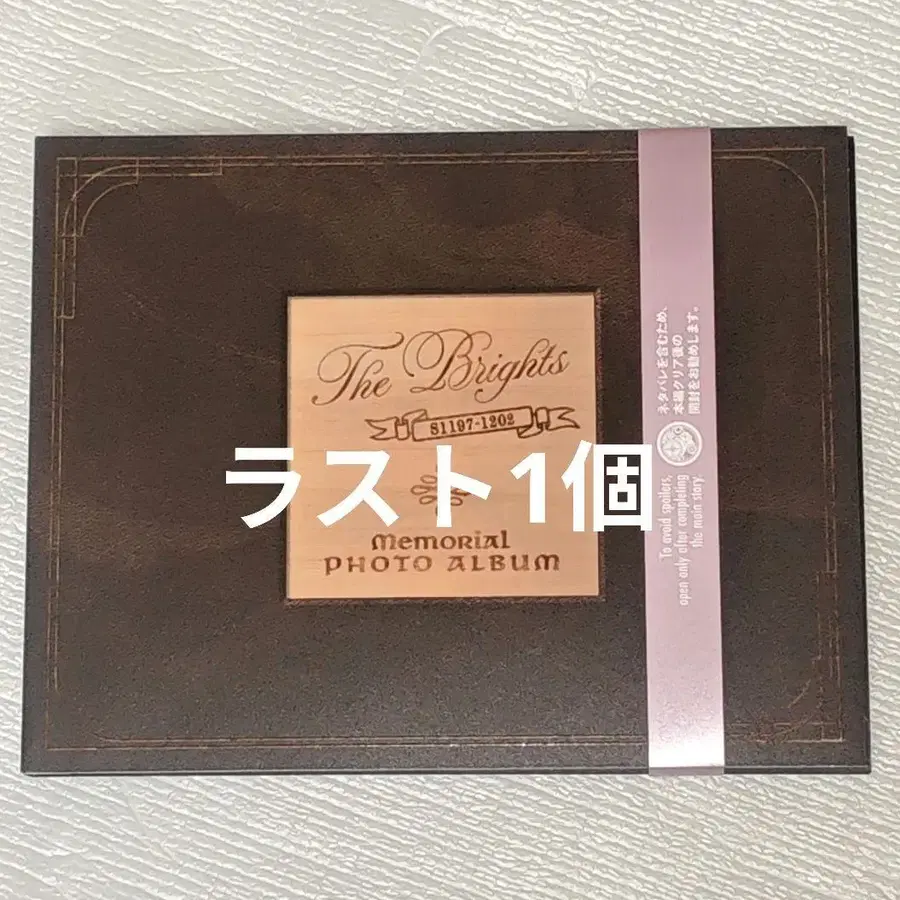 The Brights
S1197-1202
ラスト1個
Memorial
PHOTO ALBUM
ネタバレを含むため、
本編クリア後の
開封をお勧めします。
To avoid spoilers,
open only after completing
the main story.